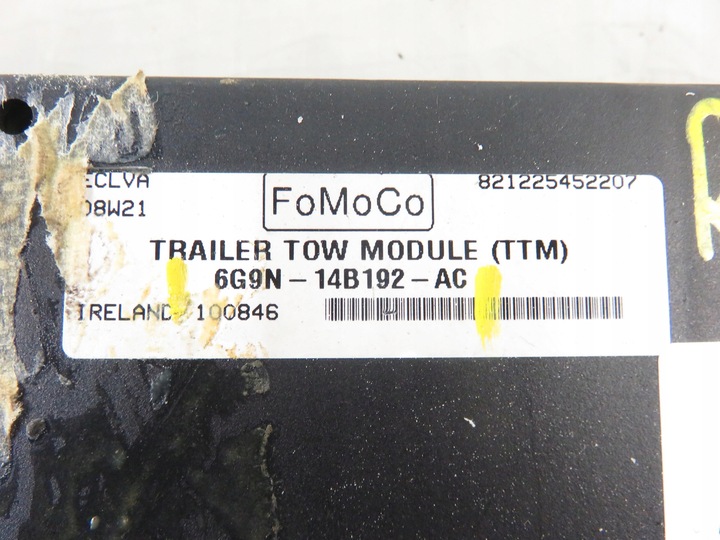 ECLVA
FoMoCo
821225452207
08W21
TRAILER TOW MODULE (TTM)
6G9N-14B192-AC
IRELAND 100846